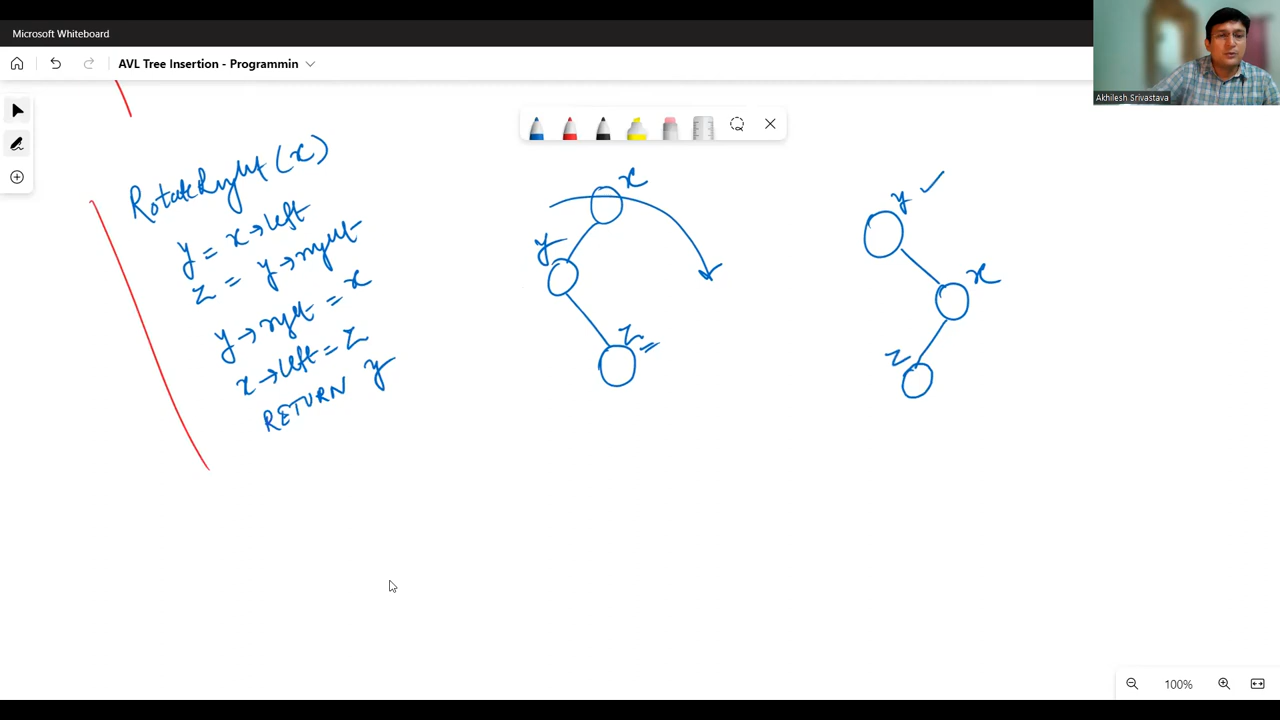 Microsoft Whiteboard
AVL Tree Insertion - Programmin
Akhilesh Srivastava
RotateRight (x)
y = x→left
z = y→right
y→right = x
x→left = z
RETURN y
x
y
z
y ✓
x
z
100%